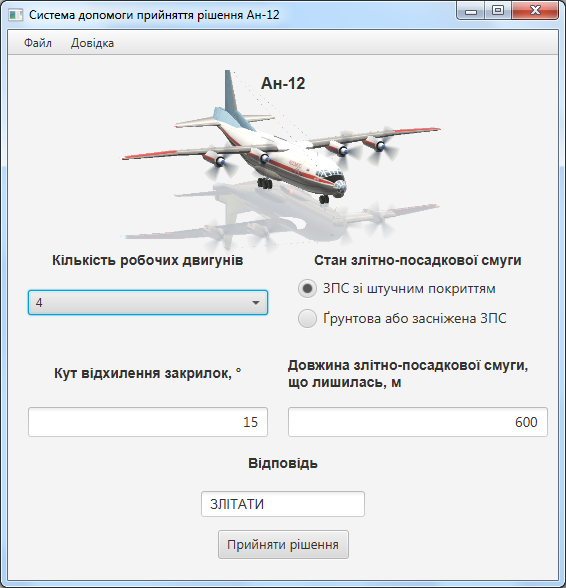 Система допомоги прийняття рішення Ан-12
Файл Довідка
Ан-12
Кількість робочих двигунів
4
Стан злітно-посадкової смуги
ЗПС зі штучним покриттям
Ґрунтова або засніжена ЗПС
Кут відхилення закрилок, °
15
Довжина злітно-посадкової смуги,
що лишилась, м
600
Відповідь
ЗЛІТАТИ
Прийняти рішення